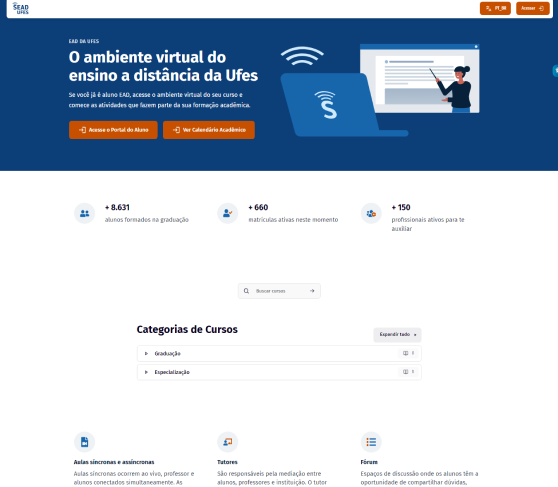 SEAD
UFES
PT_BR
Acessar
EAD DA UFES
O ambiente virtual do
ensino a distância da Ufes
Se você já é aluno EAD, acesse o ambiente virtual do seu curso e
comece as atividades que fazem parte da sua formação acadêmica.
Acesse o Portal do Aluno
Ver Calendário Acadêmico
+ 8.631
alunos formados na graduação
+ 660
matrículas ativas neste momento
+ 150
profissionais ativos para te
auxiliar
Buscar cursos
Categorias de Cursos
Expandir tudo
Graduação
Especialização
Aulas síncronas e assíncronas
Aulas síncronas ocorrem ao vivo, professor e
alunos conectados simultaneamente. As
Tutores
São responsáveis pela mediação entre
alunos, professores e instituição. O tutor
Fórum
Espaços de discussão onde os alunos têm a
oportunidade de compartilhar dúvidas,